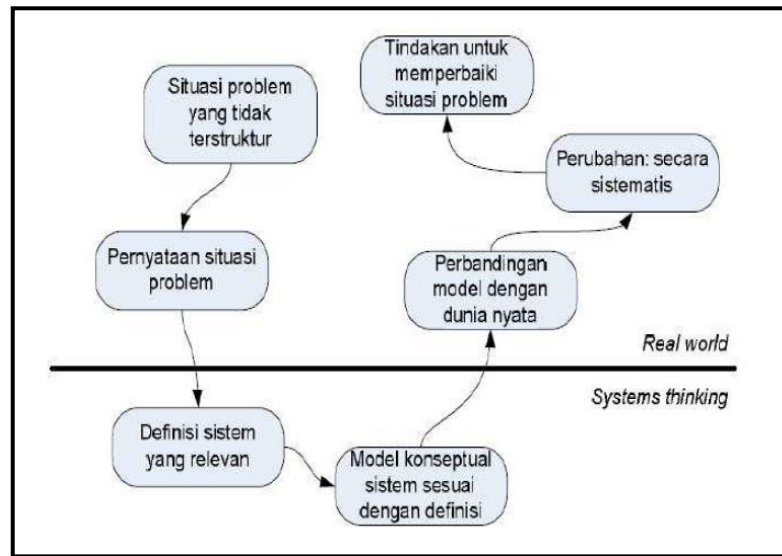 Situasi problem
yang tidak
terstruktur
Pernyataan situasi
problem
Definisi sistem
yang relevan
Model konseptual
sistem sesuai
dengan definisi
Perbandingan
model dengan
dunia nyata
Perubahan: secara
sistematis
Tindakan untuk
memperbaiki
situasi problem
Real world
Systems thinking